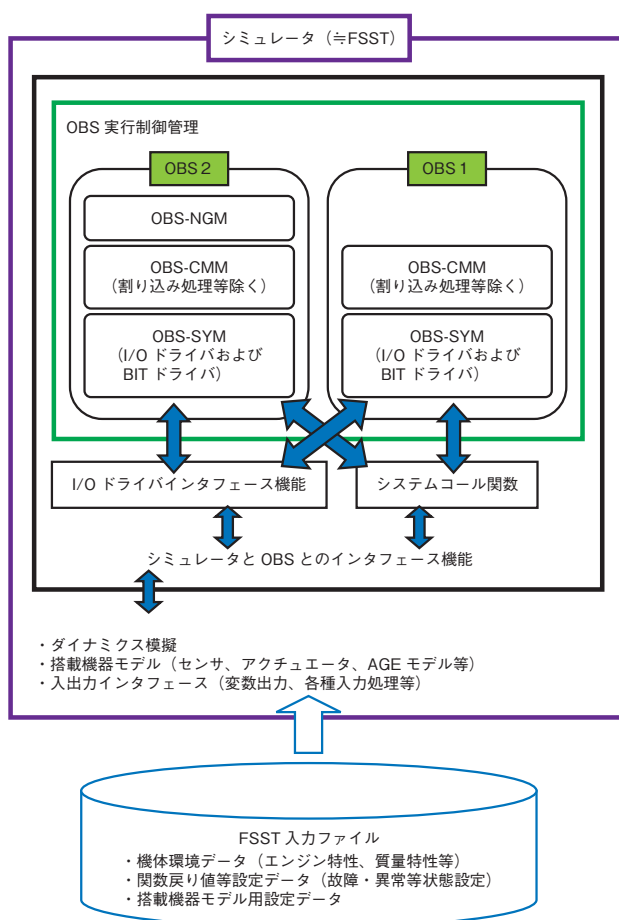 シミュレータ（≒FSST）
OBS 実行制御管理
OBS 2
OBS 1
OBS-NGM
OBS-CMM
（割り込み処理等除く）
OBS-SYM
（I/O ドライバおよび
BIT ドライバ）
OBS-CMM
（割り込み処理等除く）
OBS-SYM
（I/O ドライバおよび
BIT ドライバ）
I/O ドライバインタフェース機能
システムコール関数
シミュレータと OBS とのインタフェース機能
・ダイナミクス模擬
・搭載機器モデル（センサ、アクチュエータ、AGE モデル等）
・入出力インタフェース（変数出力、各種入力処理等）
FSST 入力ファイル
・機体環境データ（エンジン特性、質量特性等）
・関数戻り値等設定データ（故障・異常等状態設定）
・搭載機器モデル用設定データ